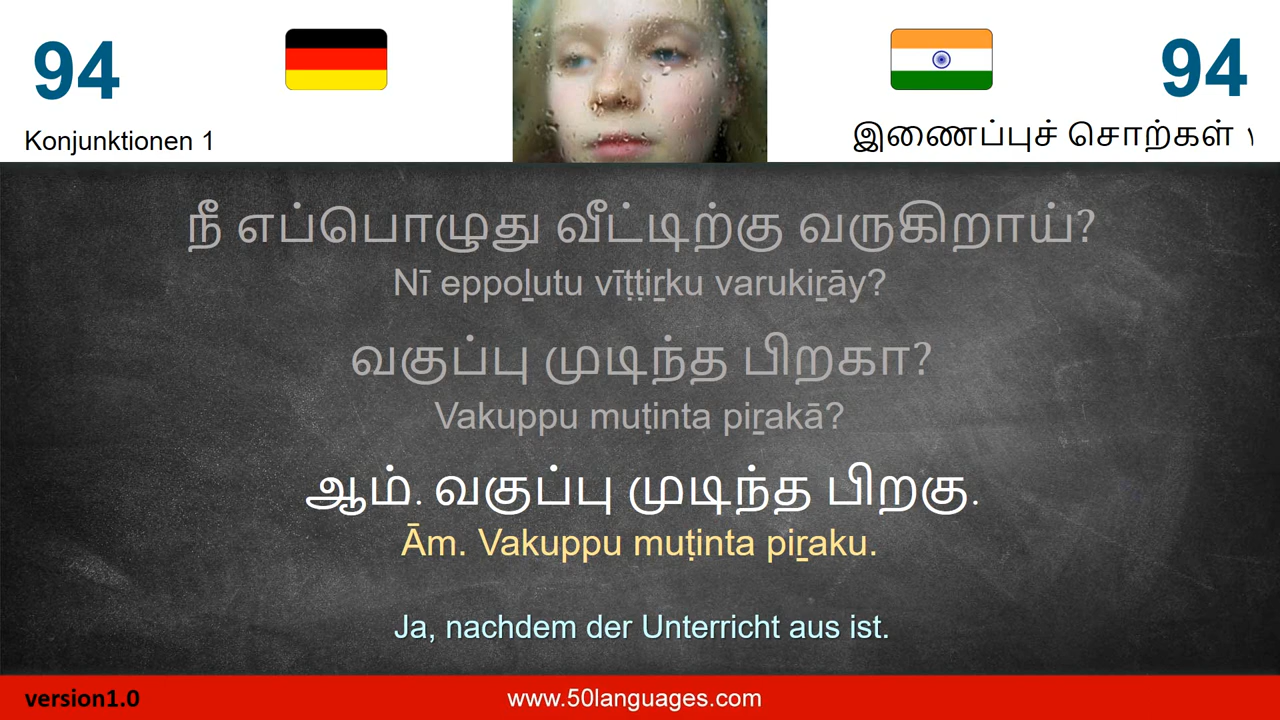 94
94
Konjunktionen 1
இணைப்புச் சொற்கள்
நீ எப்பொழுது வீட்டிற்கு வருகிறாய்?
Nī eppoḻutu vīṭṭiṟku varukiṟāy?
வகுப்பு முடிந்த பிறகா?
Vakuppu muṭinta piṟakā?
ஆம். வகுப்பு முடிந்த பிறகு.
Ām. Vakuppu muṭinta piṟaku.
Ja, nachdem der Unterricht aus ist.
version1.0
www.50languages.com